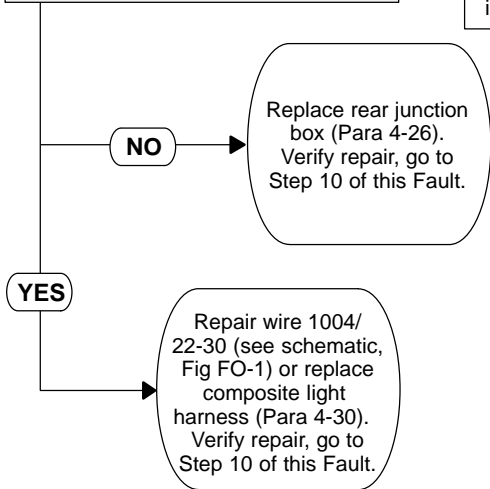 Replace rear junction
box (Para 4-26).
Verify repair, go to
Step 10 of this Fault.
NO
YES
Repair wire 1004/
22-30 (see schematic,
Fig FO-1) or replace
composite light
harness (Para 4-30).
Verify repair, go to
Step 10 of this Fault.